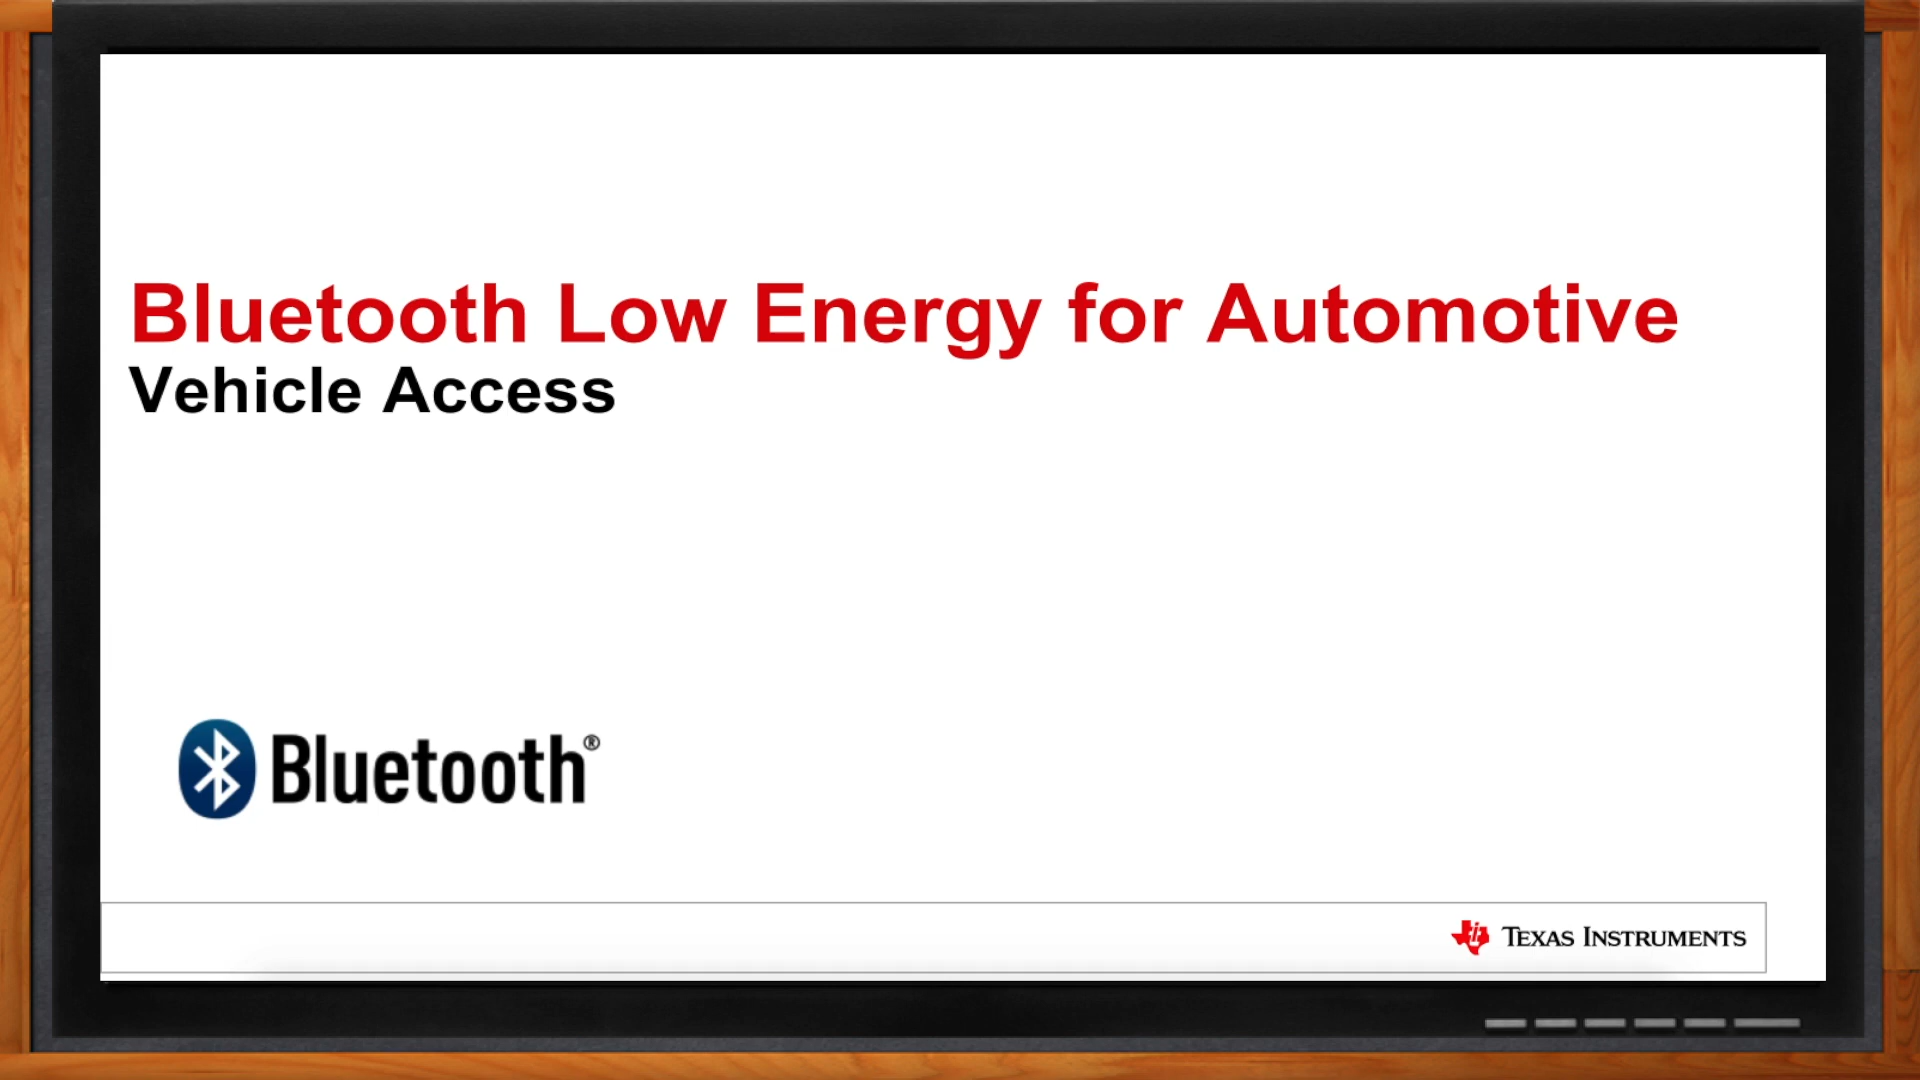 Bluetooth Low Energy for Automotive
Vehicle Access
Bluetooth®
TEXAS INSTRUMENTS